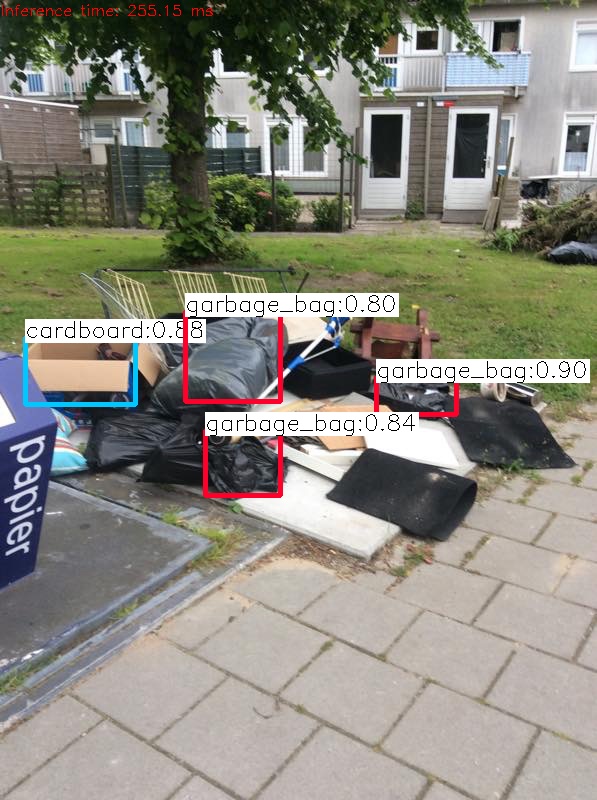 Inference time: 255.15 ms
garbage_bag:0.80
cardboard:0.88
garbage_bag:0.90
garbage_bag:0.84
papier